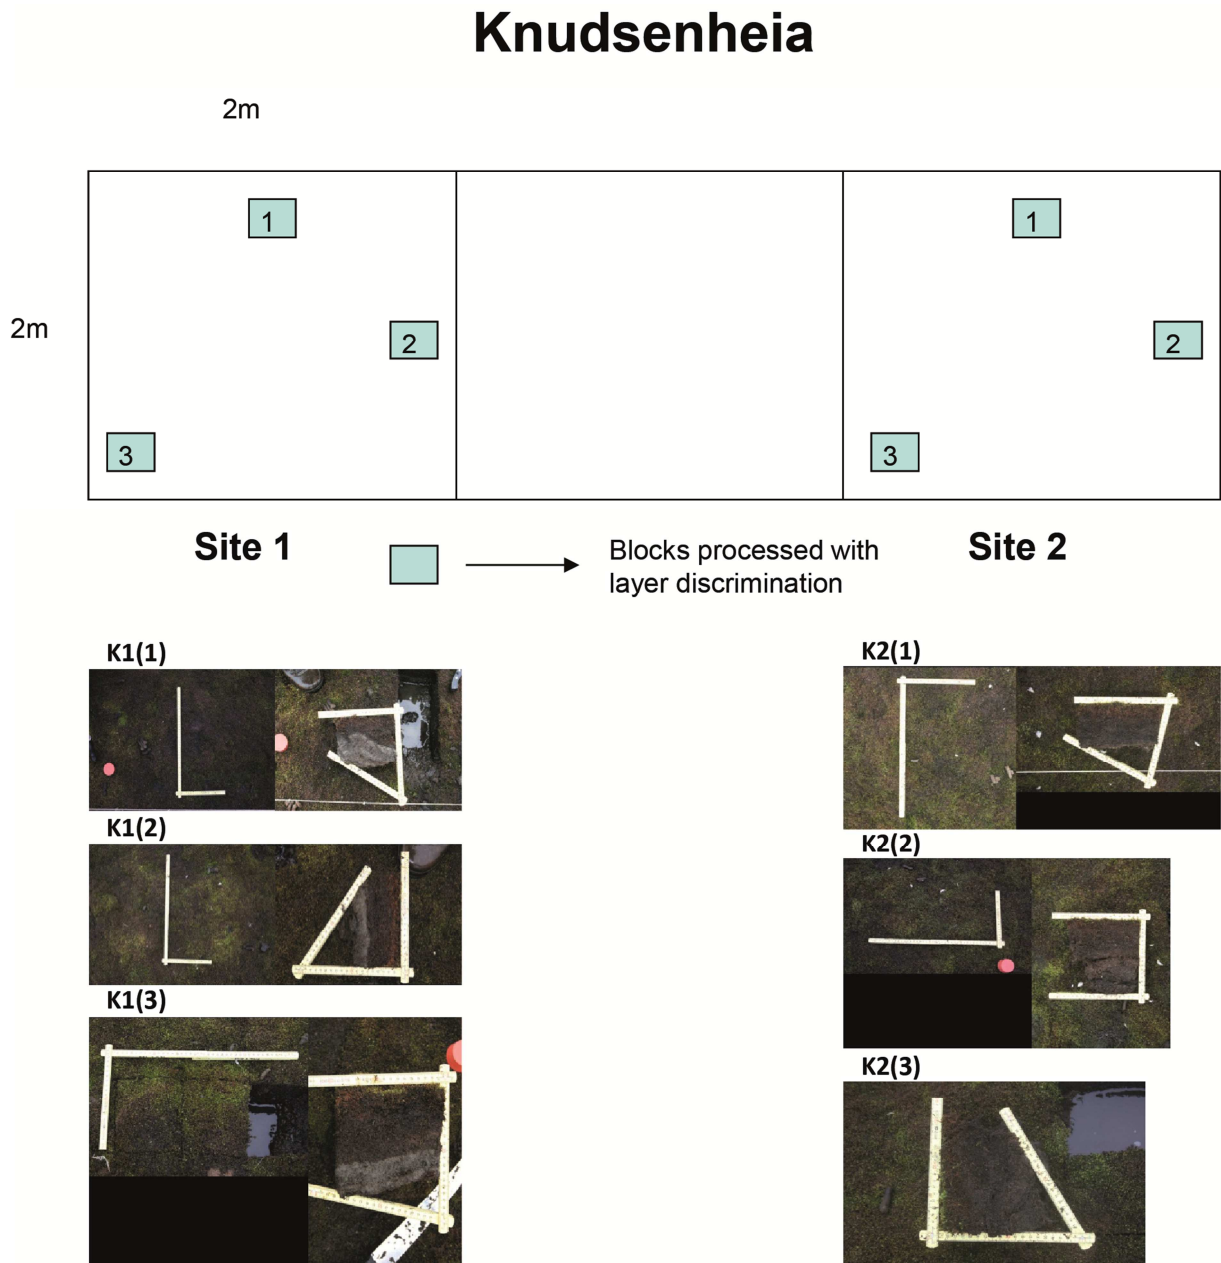 Knudsenheia
2m
2m
1
1
2
2
3
3
Site 1
Blocks processed with
layer discrimination
Site 2
K1(1)
K2(1)
K1(2)
K2(2)
K1(3)
K2(3)